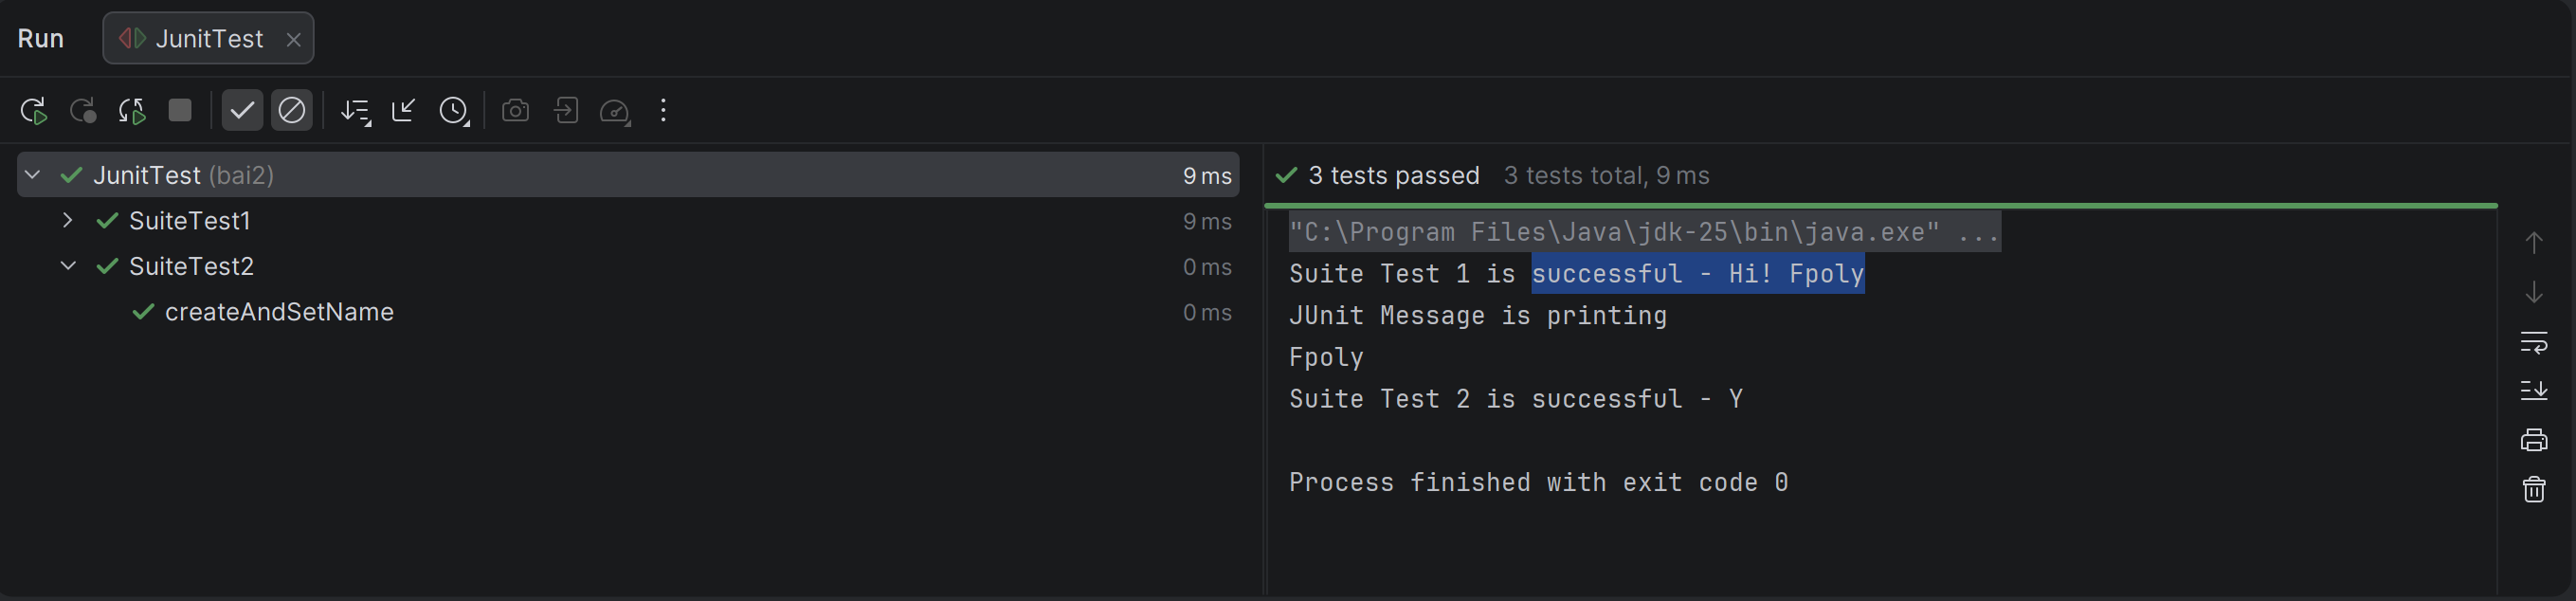 Run JunitTest
JunitTest (bai2) 9 ms
SuiteTest1 9 ms
SuiteTest2 0 ms
createAndSetName 0 ms
3 tests passed 3 tests total, 9 ms
"C:\Program Files\Java\jdk-25\bin\java.exe" ...
Suite Test 1 is successful - Hi! Fpoly
JUnit Message is printing
Fpoly
Suite Test 2 is successful - Y
Process finished with exit code 0